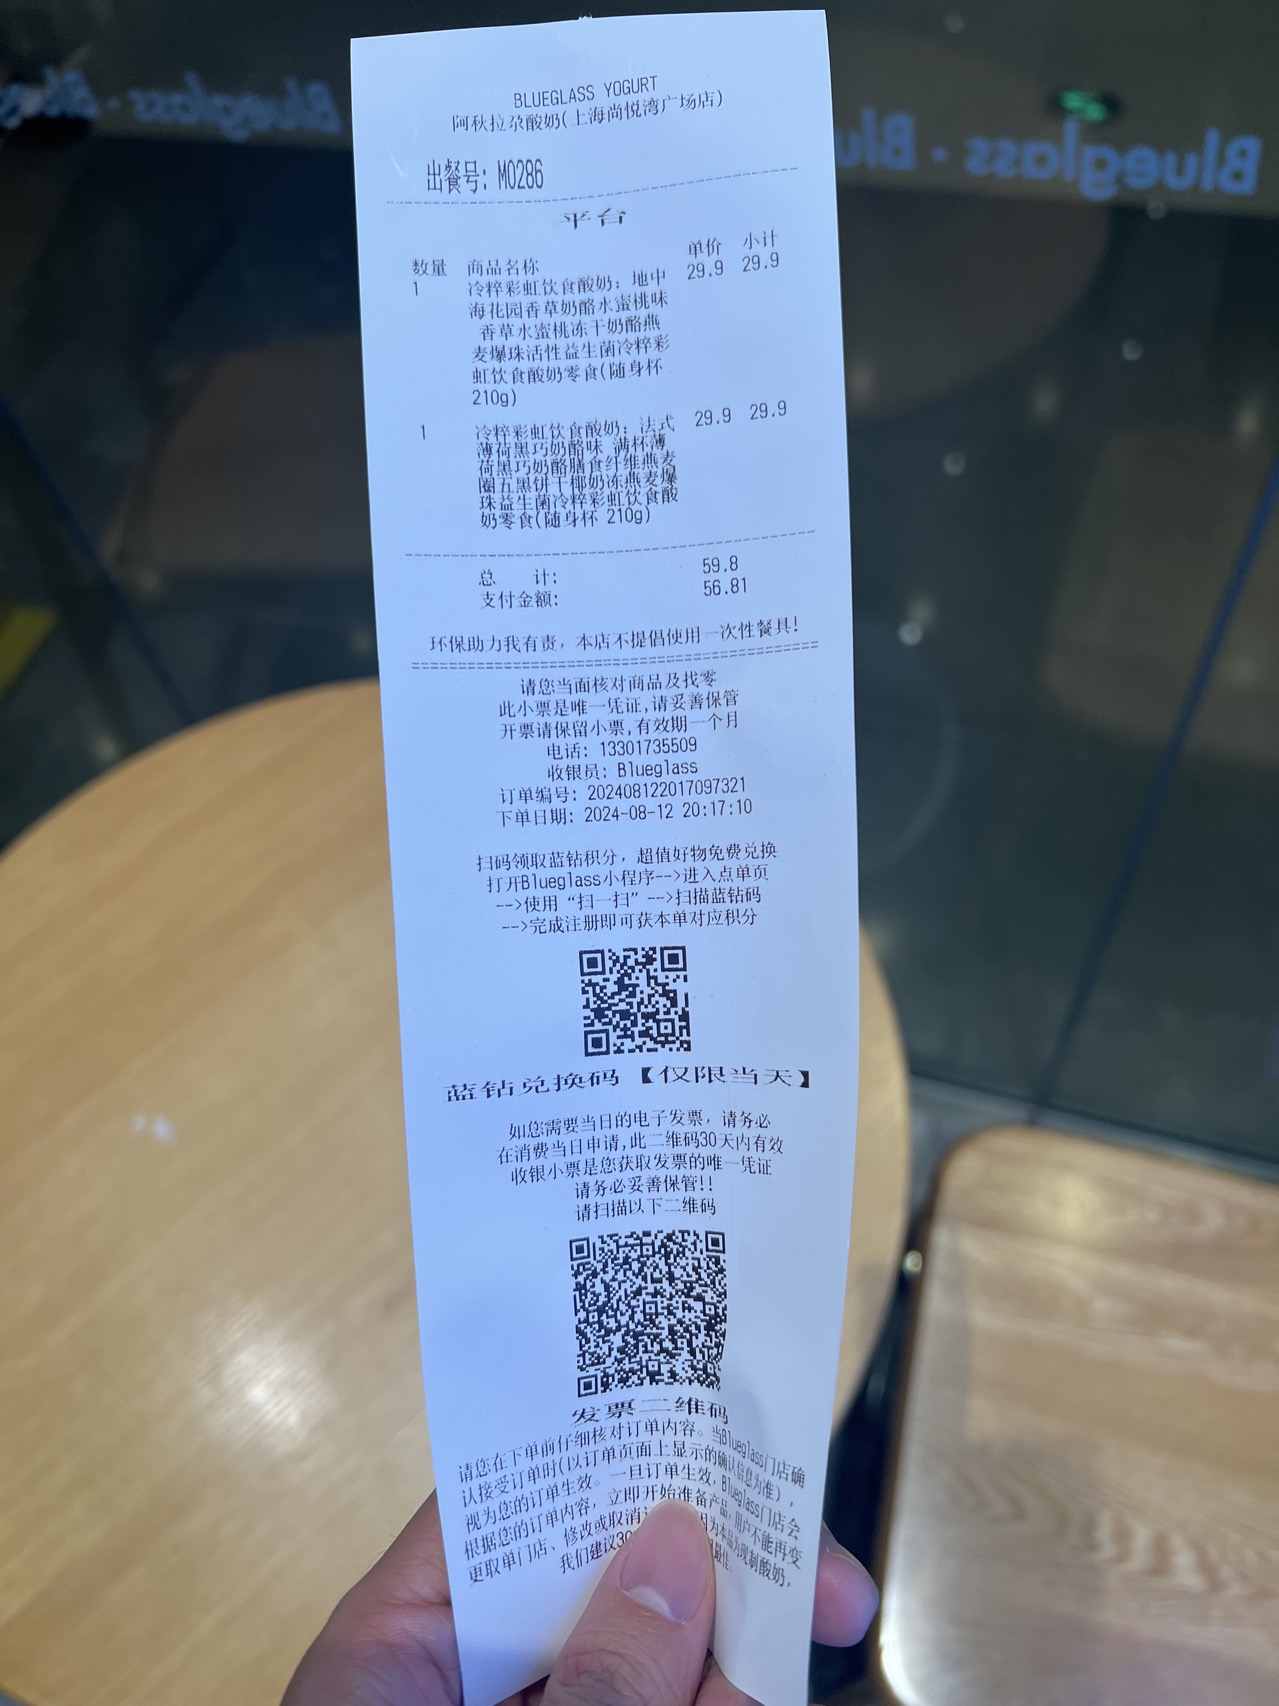 Blueglass
Blueglass · Blu
BLUEGLASS YOGURT
阿秋拉尕酸奶(上海尚悦湾广场店)
出餐号: M0286
平台
数量 商品名称 单价 小计
1 冷粹彩虹饮食酸奶: 地中 29.9 29.9
海花园香草奶酪水蜜桃味
香草水蜜桃冻干奶酪燕
麦爆珠活性益生菌冷粹彩
虹饮食酸奶零食(随身杯
210g)
1 冷粹彩虹饮食酸奶: 法式 29.9 29.9
薄荷黑巧奶酪味 满杯薄
荷黑巧奶酪膳食纤维燕麦
圈五黑饼干椰奶冻燕麦爆
珠益生菌冷粹彩虹饮食酸
奶零食(随身杯 210g)
总 计: 59.8
支付金额: 56.81
环保助力我有责, 本店不提倡使用一次性餐具!
请您当面核对商品及找零
此小票是唯一凭证,请妥善保管
开票请保留小票,有效期一个月
电话: 13301735509
收银员: Blueglass
订单编号: 202408122017097321
下单日期: 2024-08-12 20:17:10
扫码领取蓝钻积分, 超值好物免费兑换
打开Blueglass小程序-->进入点单页
-->使用“扫一扫”-->扫描蓝钻码
-->完成注册即可获本单对应积分
蓝钻兑换码【仅限当天】
如您需要当日的电子发票, 请务必
在消费当日申请,此二维码30天内有效
收银小票是您获取发票的唯一凭证
请务必妥善保管!!
请扫描以下二维码
发票二维码
请您在下单前仔细核对订单内容。当Blueglass门店确
认接受订单时(以订单页面上显示的确认信息为准),
视为您的订单生效。一旦订单生效, Blueglass门店会
根据您的订单内容, 立即开始准备产品, 用户不能再变
更取单门店、修改或取消 因为本品为现制酸奶,
我们建议30 最佳.